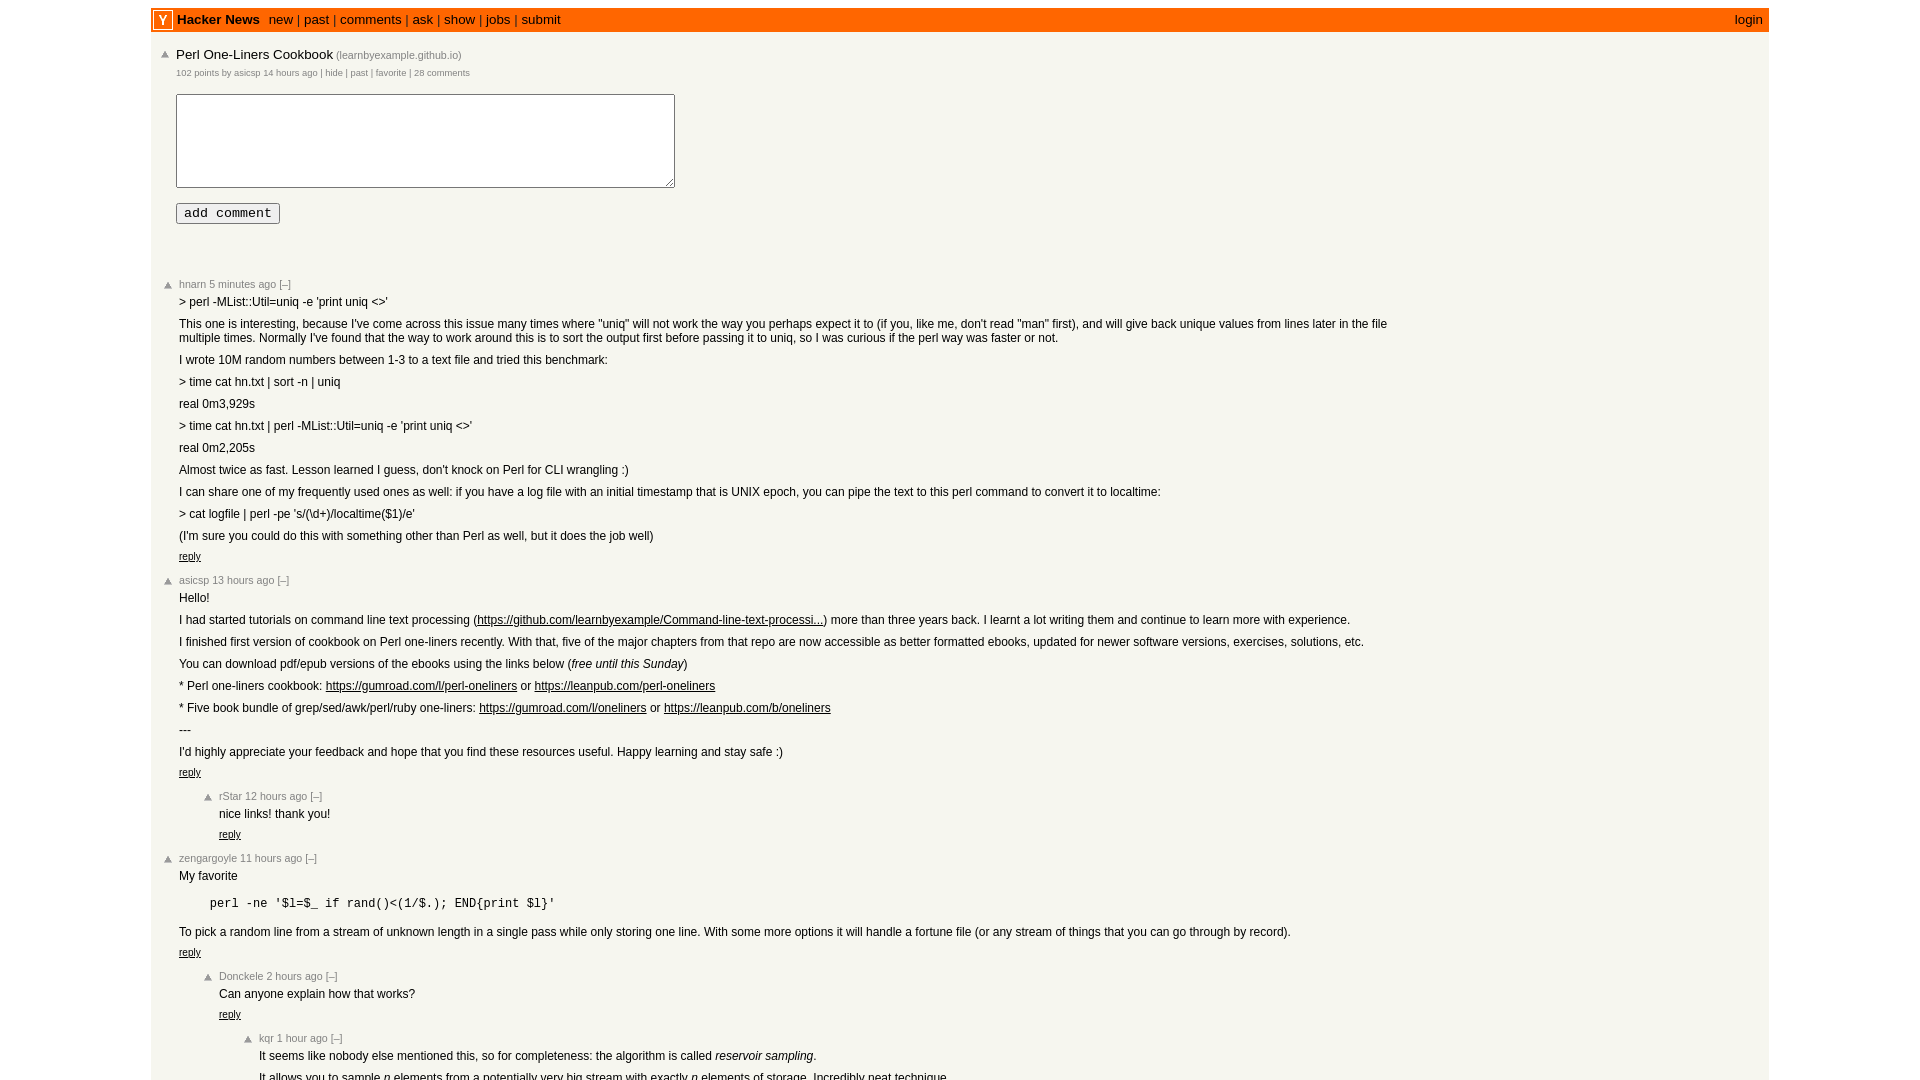 Y Hacker News new | past | comments | ask | show | jobs | submit login
Perl One-Liners Cookbook (learnbyexample.github.io)
102 points by asicsp 14 hours ago | hide | past | favorite | 28 comments
add comment
hnarn 5 minutes ago [–]
> perl -MList::Util=uniq -e 'print uniq <>'
This one is interesting, because I've come across this issue many times where "uniq" will not work the way you perhaps expect it to (if you, like me, don't read "man" first), and will give back unique values from lines later in the file
multiple times. Normally I've found that the way to work around this is to sort the output first before passing it to uniq, so I was curious if the perl way was faster or not.
I wrote 10M random numbers between 1-3 to a text file and tried this benchmark:
> time cat hn.txt | sort -n | uniq
real 0m3,929s
> time cat hn.txt | perl -MList::Util=uniq -e 'print uniq <>'
real 0m2,205s
Almost twice as fast. Lesson learned I guess, don't knock on Perl for CLI wrangling :)
I can share one of my frequently used ones as well: if you have a log file with an initial timestamp that is UNIX epoch, you can pipe the text to this perl command to convert it to localtime:
> cat logfile | perl -pe 's/(\d+)/localtime($1)/e'
(I'm sure you could do this with something other than Perl as well, but it does the job well)
reply
asicsp 13 hours ago [–]
Hello!
I had started tutorials on command line text processing (https://github.com/learnbyexample/Command-line-text-processi...) more than three years back. I learnt a lot writing them and continue to learn more with experience.
I finished first version of cookbook on Perl one-liners recently. With that, five of the major chapters from that repo are now accessible as better formatted ebooks, updated for newer software versions, exercises, solutions, etc.
You can download pdf/epub versions of the ebooks using the links below (free until this Sunday)
* Perl one-liners cookbook: https://gumroad.com/l/perl-oneliners or https://leanpub.com/perl-oneliners
* Five book bundle of grep/sed/awk/perl/ruby one-liners: https://gumroad.com/l/oneliners or https://leanpub.com/b/oneliners
---
I'd highly appreciate your feedback and hope that you find these resources useful. Happy learning and stay safe :)
reply
rStar 12 hours ago [–]
nice links! thank you!
reply
zengargoyle 11 hours ago [–]
My favorite
perl -ne '$l=$_ if rand()<(1/$.); END{print $l}'
To pick a random line from a stream of unknown length in a single pass while only storing one line. With some more options it will handle a fortune file (or any stream of things that you can go through by record).
reply
Donckele 2 hours ago [–]
Can anyone explain how that works?
reply
kqr 1 hour ago [–]
It seems like nobody else mentioned this, so for completeness: the algorithm is called reservoir sampling.
It allows you to sample n elements from a potentially very big stream with exactly n elements of storage. Incredibly neat technique.